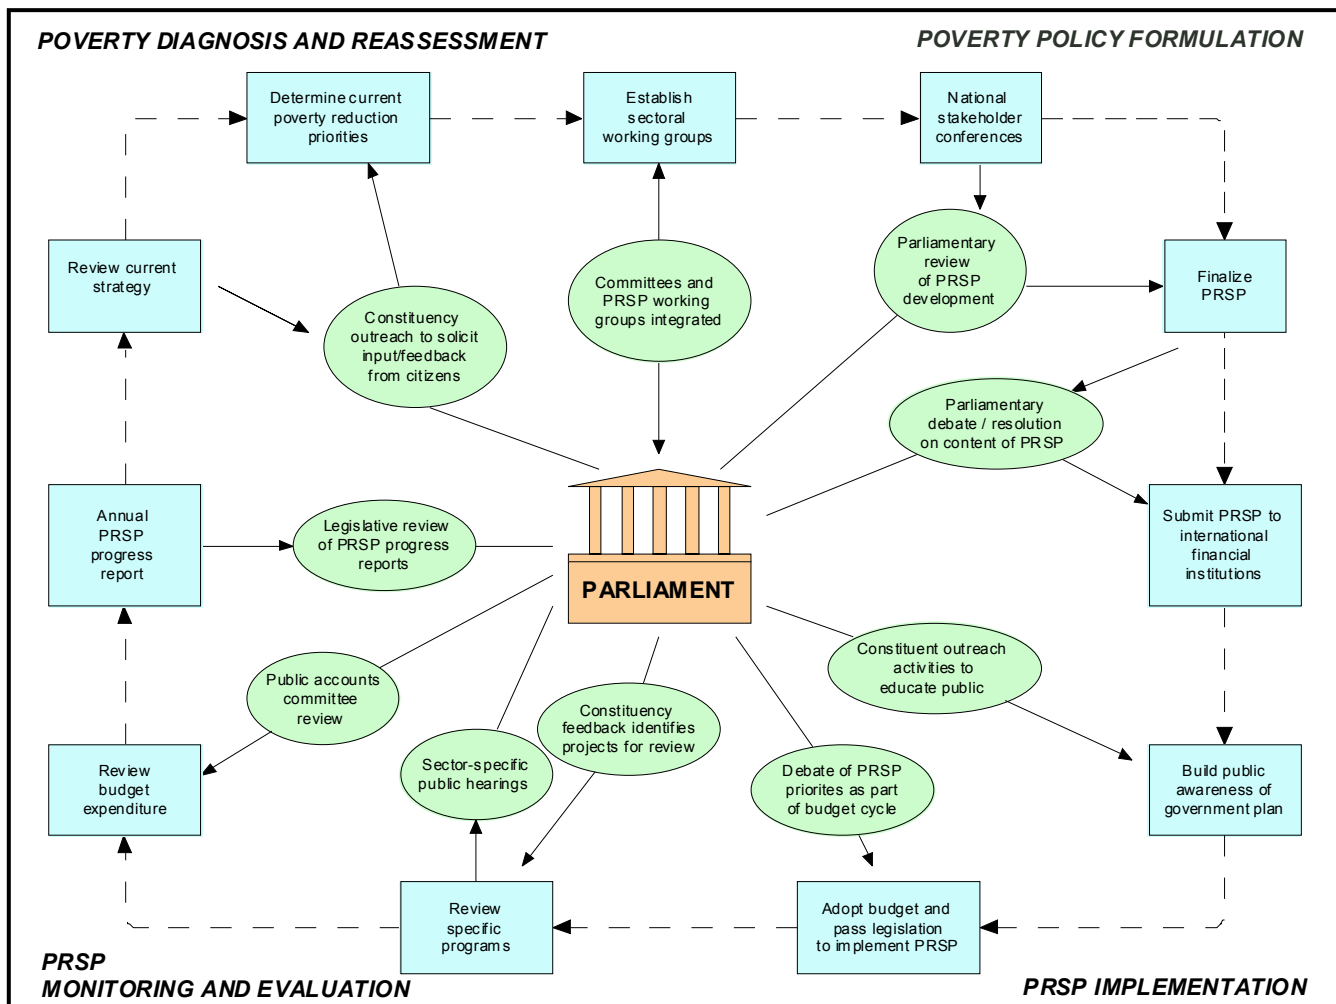 POVERTY DIAGNOSIS AND REASSESSMENT
POVERTY POLICY FORMULATION
Determine current
poverty reduction
priorities
Establish
sectoral
working groups
National
stakeholder
conferences
Review current
strategy
Constituency
outreach to solicit
input/feedback
from citizens
Committees and
PRSP working
groups integrated
Parliamentary
review
of PRSP
development
Finalize
PRSP
Parliamentary
debate / resolution
on content of PRSP
Annual
PRSP
progress
report
Legislative review
of PRSP progress
reports
PARLIAMENT
Submit PRSP to
international
financial
institutions
Public accounts
committee
review
Constituency
feedback identifies
projects for review
Constituent outreach
activities to
educate public
Review
budget
expenditure
Sector-specific
public hearings
Debate of PRSP
priorites as part
of budget cycle
Build public
awareness of
government plan
Review
specific
programs
Adopt budget and
pass legislation
to implement PRSP
PRSP
MONITORING AND EVALUATION
PRSP IMPLEMENTATION